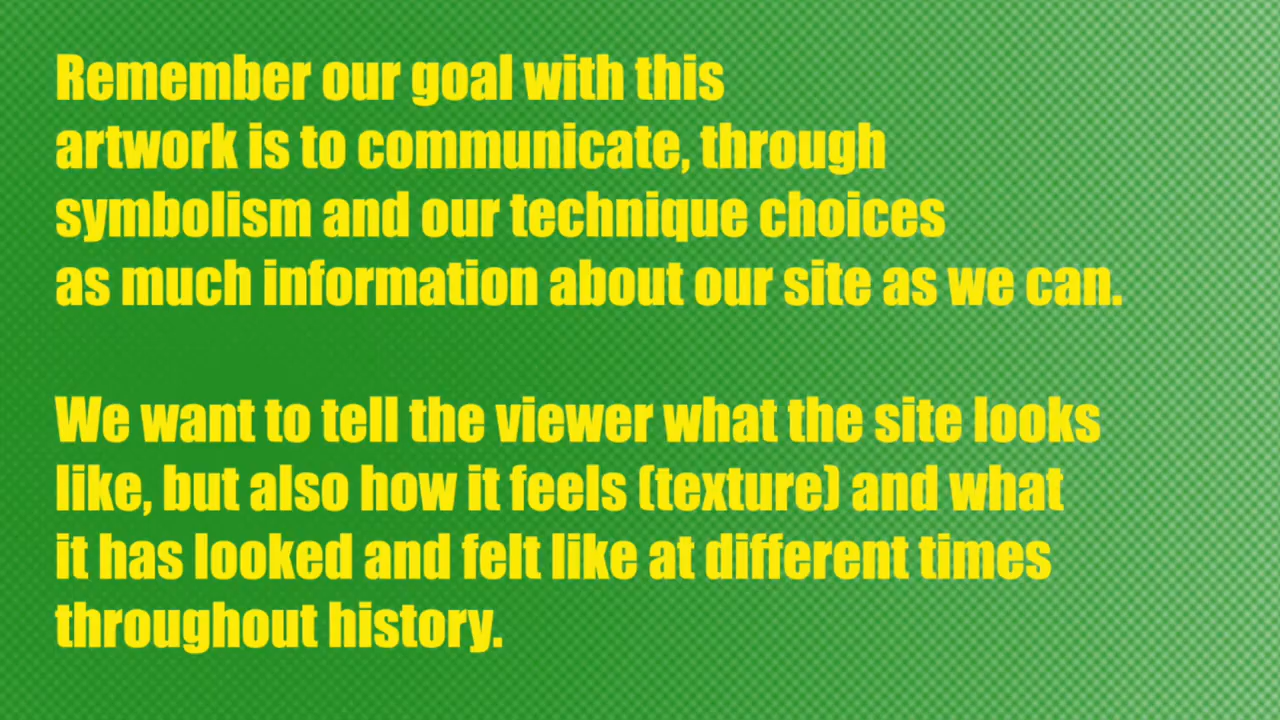 Remember our goal with this
artwork is to communicate, through
symbolism and our technique choices
as much information about our site as we can.
We want to tell the viewer what the site looks
like, but also how it feels (texture) and what
it has looked and felt like at different times
throughout history.